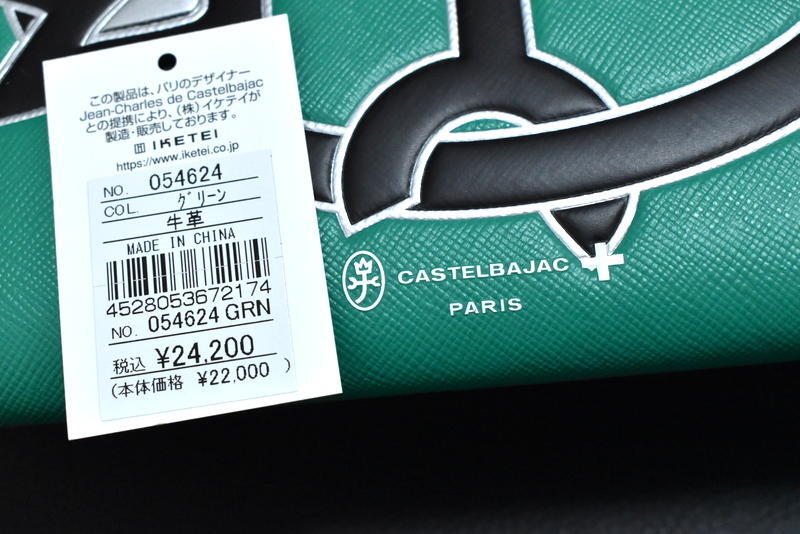 この製品は、パリのデザイナー
Jean-Charles de Castelbajac
との提携により、(株)イケテイが
製造・販売しております。
IKETEI
https://www.iketei.co.jp
NO. 054624
COL. グリーン
牛革
MADE IN CHINA
4528053672174
NO. 054624 GRN
税込 ¥24,200
(本体価格 ¥22,000 )
CASTELBAJAC
PARIS